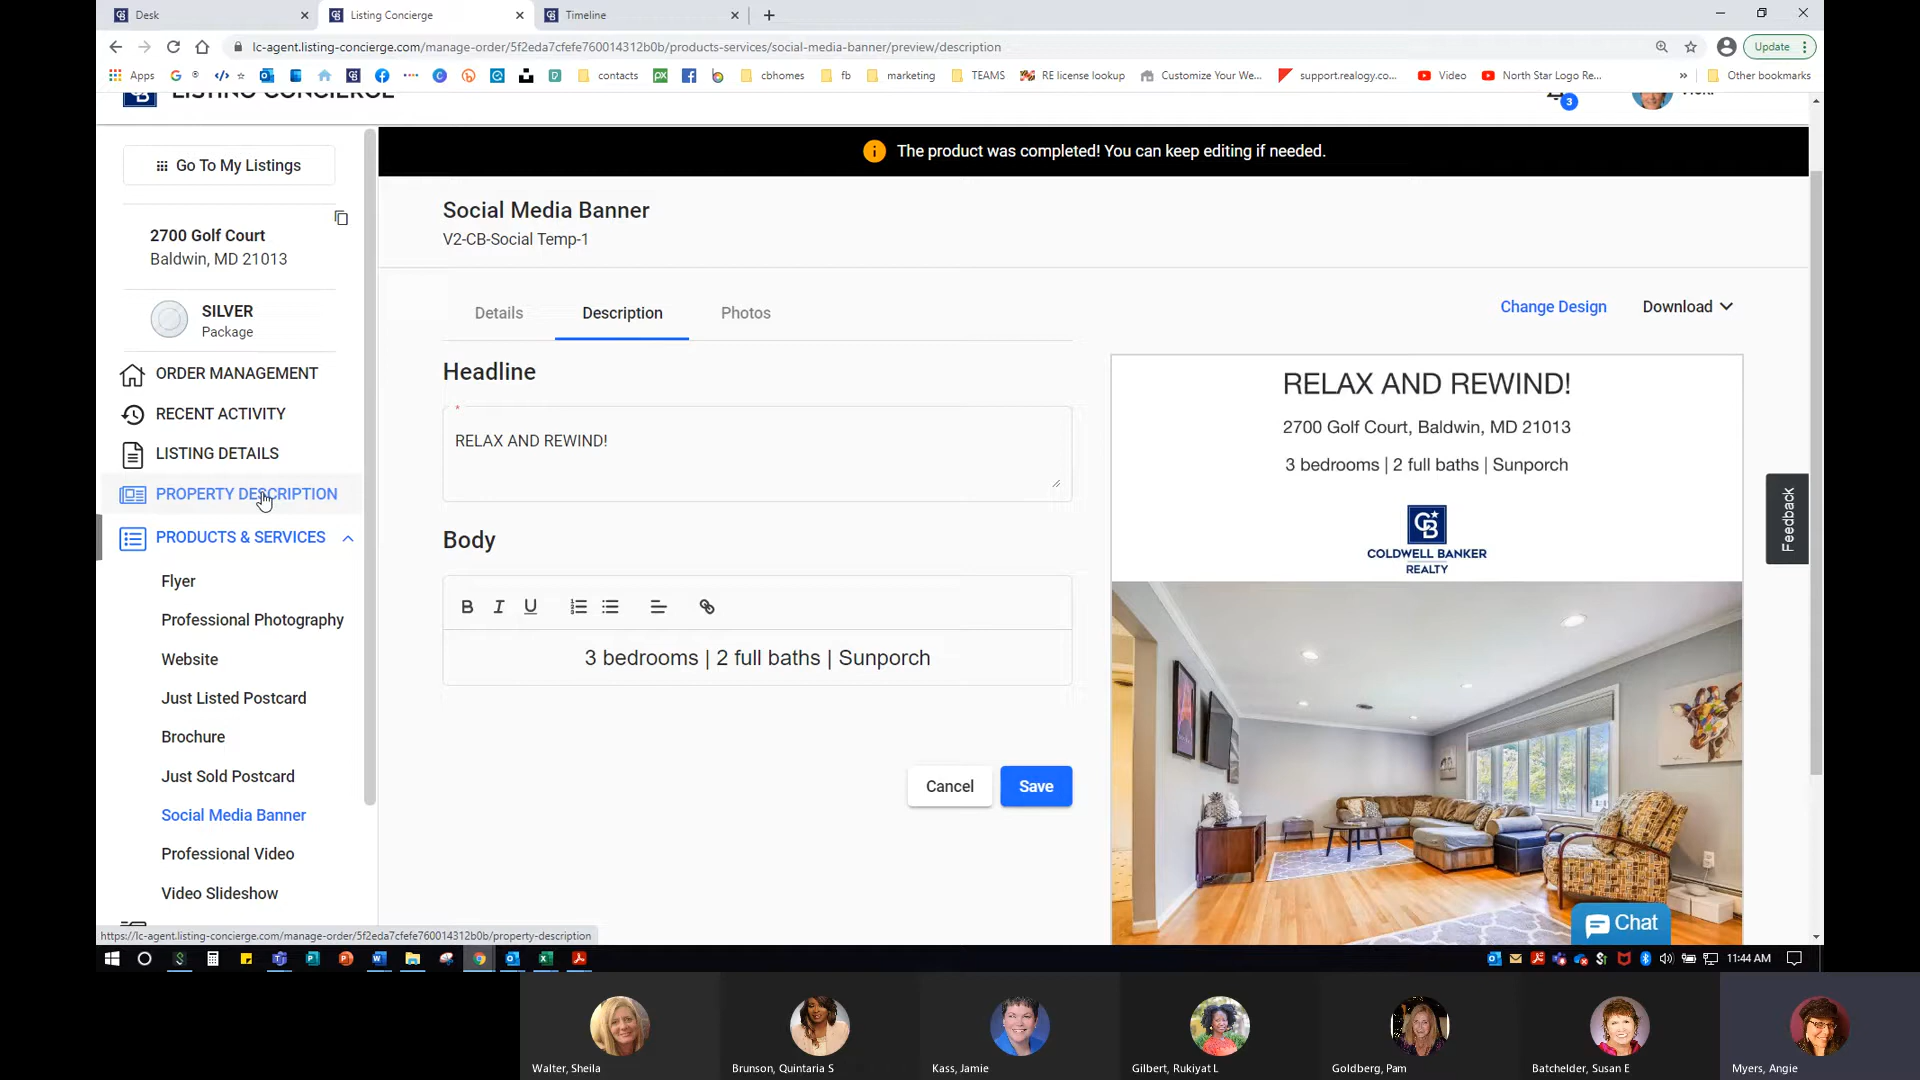 Desk
Listing Concierge
Timeline
lc-agent.listing-concierge.com/manage-order/5f2eda7cfefe760014312b0b/products-services/social-media-banner/preview/description
Update
Apps
contacts
cbhomes
fb
marketing
TEAMS
RE license lookup
Customize Your We...
support.realogy.co...
Video
North Star Logo Re...
Other bookmarks
LISTING CONCIERGE
3
Go To My Listings
The product was completed! You can keep editing if needed.
2700 Golf Court
Baldwin, MD 21013
SILVER
Package
ORDER MANAGEMENT
RECENT ACTIVITY
LISTING DETAILS
PROPERTY DESCRIPTION
PRODUCTS & SERVICES
Flyer
Professional Photography
Website
Just Listed Postcard
Brochure
Just Sold Postcard
Social Media Banner
Professional Video
Video Slideshow
Social Media Banner
V2-CB-Social Temp-1
Details
Description
Photos
Change Design
Download
Headline
*
RELAX AND REWIND!
Body
B I U
3 bedrooms | 2 full baths | Sunporch
Cancel
Save
RELAX AND REWIND!
2700 Golf Court, Baldwin, MD 21013
3 bedrooms | 2 full baths | Sunporch
CB
COLDWELL BANKER
REALTY
Feedback
Chat
https://lc-agent.listing-concierge.com/manage-order/5f2eda7cfefe760014312b0b/property-description
11:44 AM
Walter, Sheila
Brunson, Quintaria S
Kass, Jamie
Gilbert, Rukiyat L
Goldberg, Pam
Batchelder, Susan E
Myers, Angie